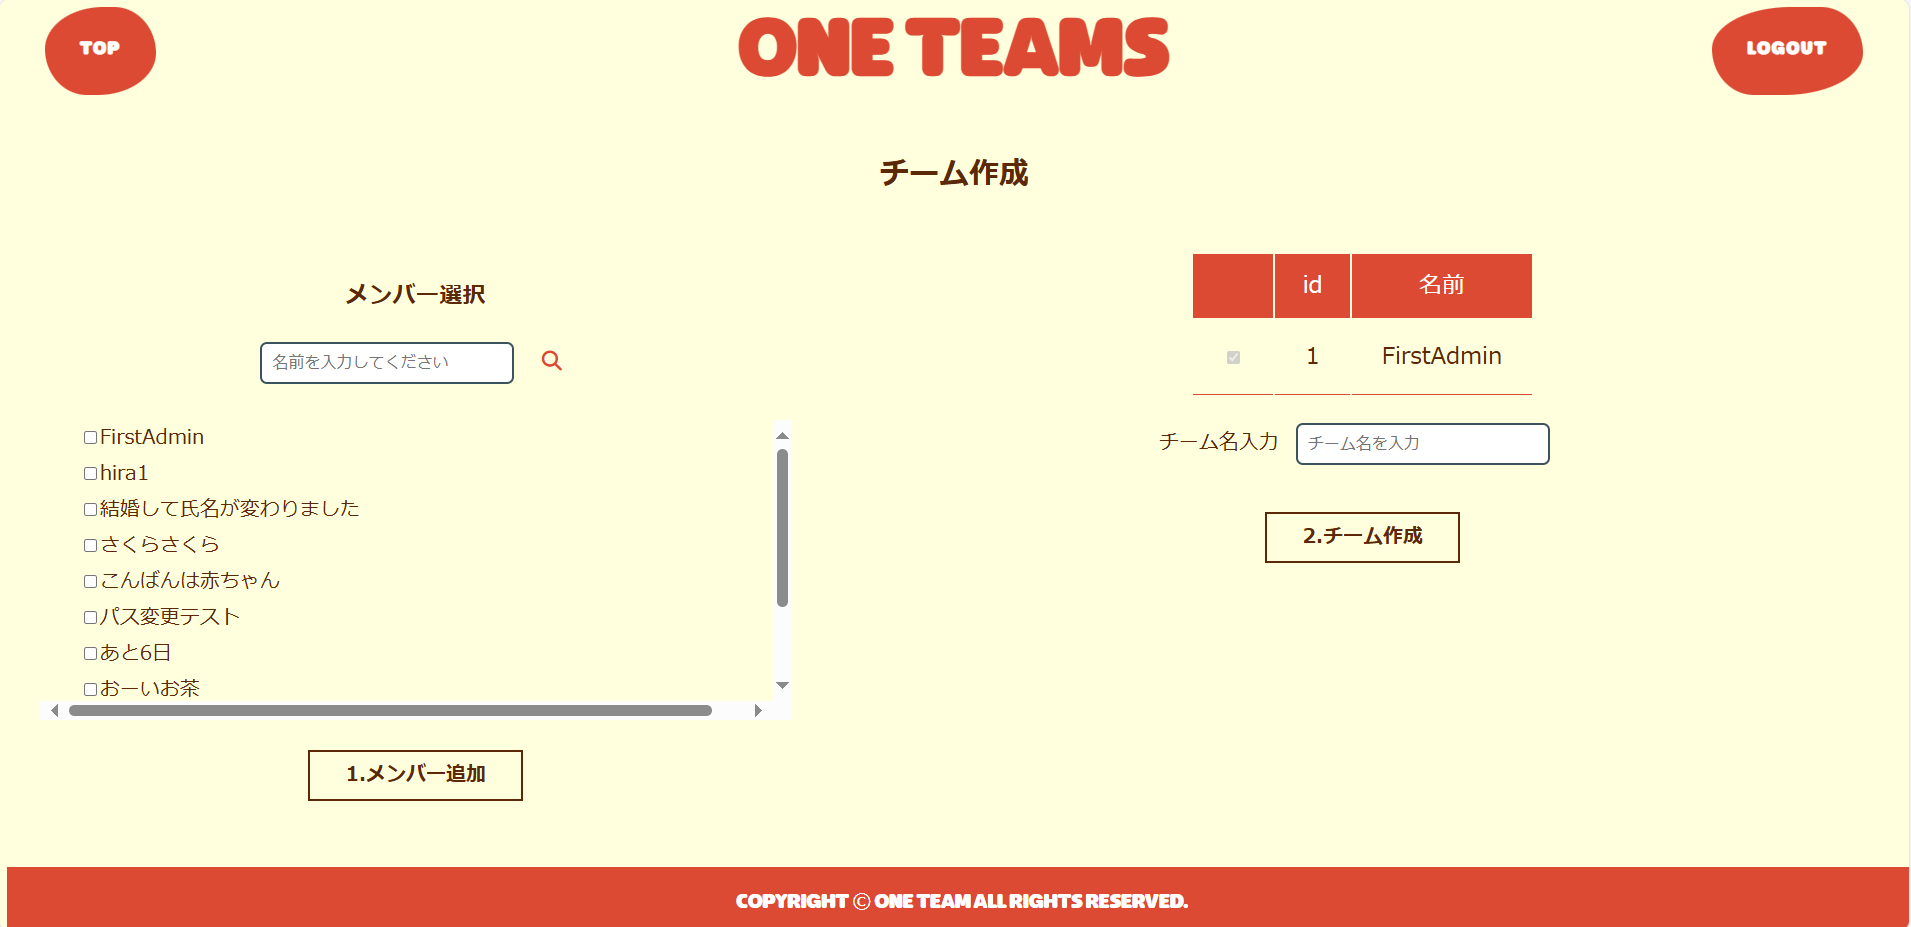 TOP
ONE TEAMS
LOGOUT
チーム作成
メンバー選択
名前を入力してください
FirstAdmin
hira1
結婚して氏名が変わりました
さくらさくら
こんばんは赤ちゃん
パス変更テスト
あと6日
おーいお茶
1.メンバー追加
id 名前
1 FirstAdmin
チーム名入力 チーム名を入力
2.チーム作成
COPYRIGHT © ONE TEAM ALL RIGHTS RESERVED.